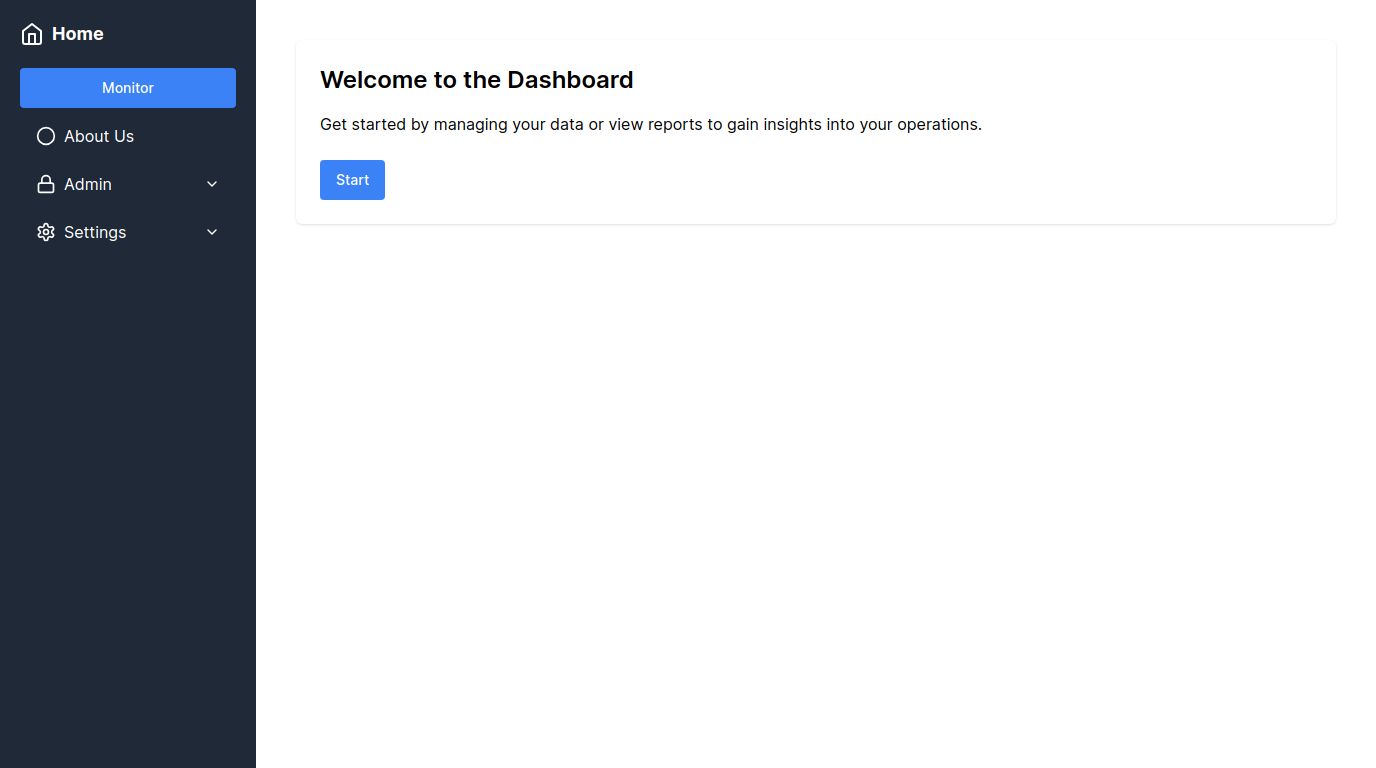 Home
Monitor
About Us
Admin
Settings
Welcome to the Dashboard
Get started by managing your data or view reports to gain insights into your operations.
Start